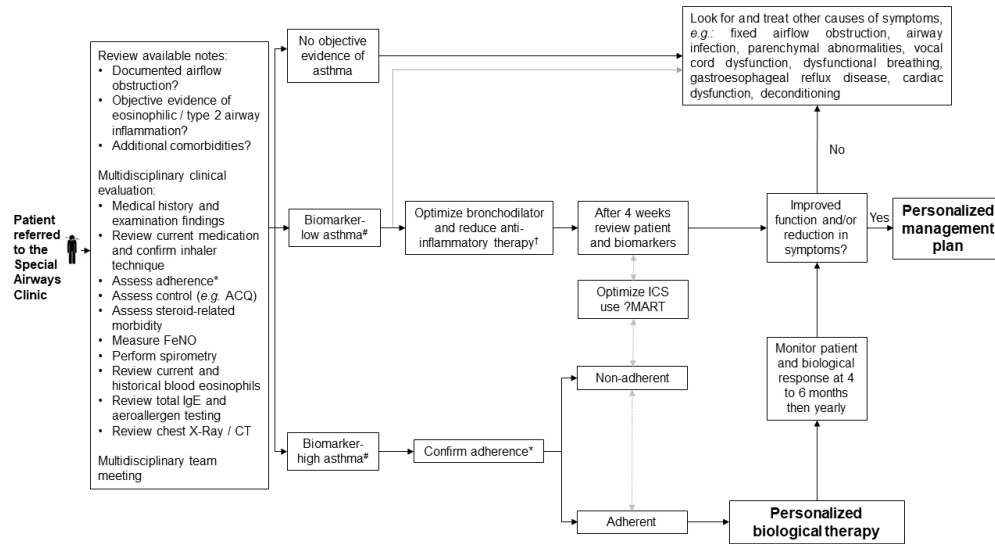 Patient
referred
to the
Special
Airways
Clinic
Review available notes:
• Documented airflow
obstruction?
• Objective evidence of
eosinophilic / type 2 airway
inflammation?
• Additional comorbidities?
Multidisciplinary clinical
evaluation:
• Medical history and
examination findings
• Review current medication
and confirm inhaler
technique
• Assess adherence*
• Assess control (e.g. ACQ)
• Assess steroid-related
morbidity
• Measure FeNO
• Perform spirometry
• Review current and
historical blood eosinophils
• Review total IgE and
aeroallergen testing
• Review chest X-Ray / CT
Multidisciplinary team
meeting
No objective
evidence of
asthma
Look for and treat other causes of symptoms,
e.g.: fixed airflow obstruction, airway
infection, parenchymal abnormalities, vocal
cord dysfunction, dysfunctional breathing,
gastroesophageal reflux disease, cardiac
dysfunction, deconditioning
Biomarker-
low asthma#
Optimize bronchodilator
and reduce anti-
inflammatory therapy†
After 4 weeks
review patient
and biomarkers
No
Improved
function and/or
reduction in
symptoms?
Yes
Personalized
management
plan
Optimize ICS
use ?MART
Non-adherent
Monitor patient
and biological
response at 4
to 6 months
then yearly
Biomarker-
high asthma#
Confirm adherence*
Adherent
Personalized
biological therapy